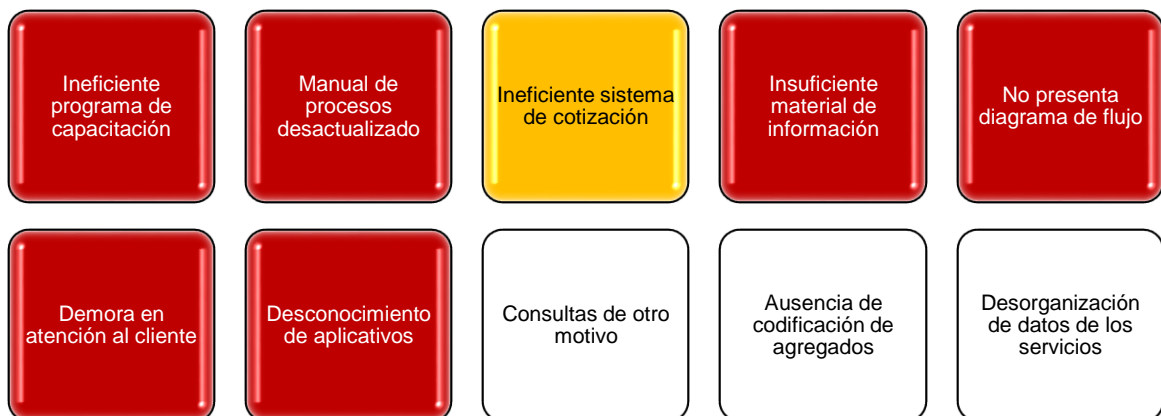 Ineficiente
programa de
capacitación
Manual de
procesos
desactualizado
Ineficiente sistema
de cotización
Insuficiente
material de
información
No presenta
diagrama de flujo
Demora en
atención al cliente
Desconocimiento
de aplicativos
Consultas de otro
motivo
Ausencia de
codificación de
agregados
Desorganización
de datos de los
servicios